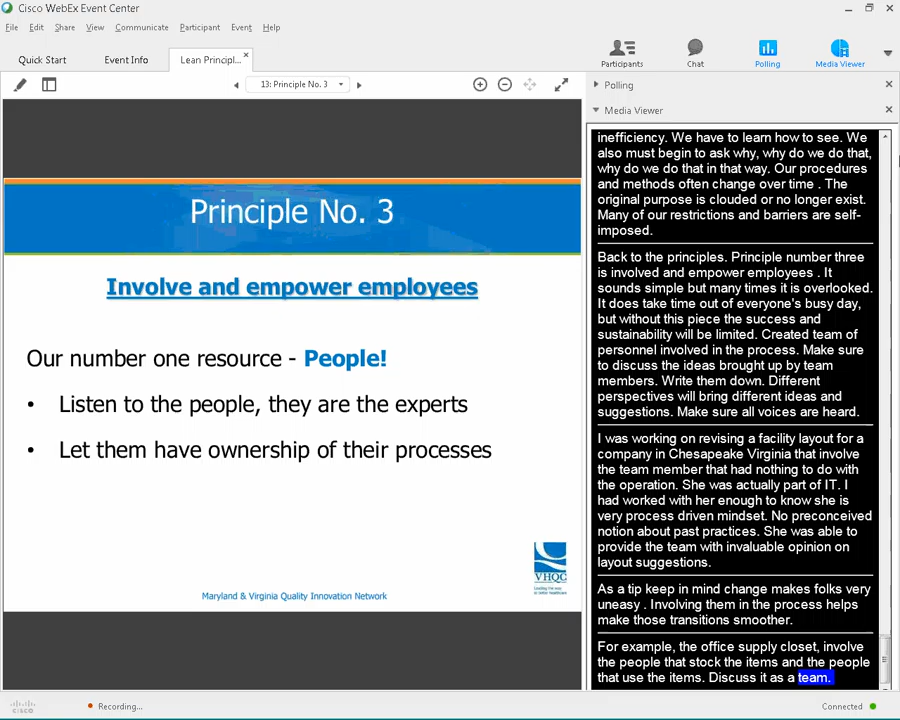 Cisco WebEx Event Center
File Edit Share View Communicate Participant Event Help
Quick Start Event Info Lean Principl...
Participants Chat Polling Media Viewer
13: Principle No. 3
Polling
Media Viewer
Principle No. 3
Involve and empower employees
Our number one resource - People!
• Listen to the people, they are the experts
• Let them have ownership of their processes
VHQC
Maryland & Virginia Quality Innovation Network
inefficiency. We have to learn how to see. We
also must begin to ask why, why do we do that,
why do we do that in that way. Our procedures
and methods often change over time . The
original purpose is clouded or no longer exist.
Many of our restrictions and barriers are self-
imposed.
Back to the principles. Principle number three
is involved and empower employees . It
sounds simple but many times it is overlooked.
It does take time out of everyone's busy day,
but without this piece the success and
sustainability will be limited. Created team of
personnel involved in the process. Make sure
to discuss the ideas brought up by team
members. Write them down. Different
perspectives will bring different ideas and
suggestions. Make sure all voices are heard.
I was working on revising a facility layout for a
company in Chesapeake Virginia that involve
the team member that had nothing to do with
the operation. She was actually part of IT. I
had worked with her enough to know she is
very process driven mindset. No preconceived
notion about past practices. She was able to
provide the team with invaluable opinion on
layout suggestions.
As a tip keep in mind change makes folks very
uneasy . Involving them in the process helps
make those transitions smoother.
For example, the office supply closet, involve
the people that stock the items and the people
that use the items. Discuss it as a team.
CISCO
Recording...
Connected